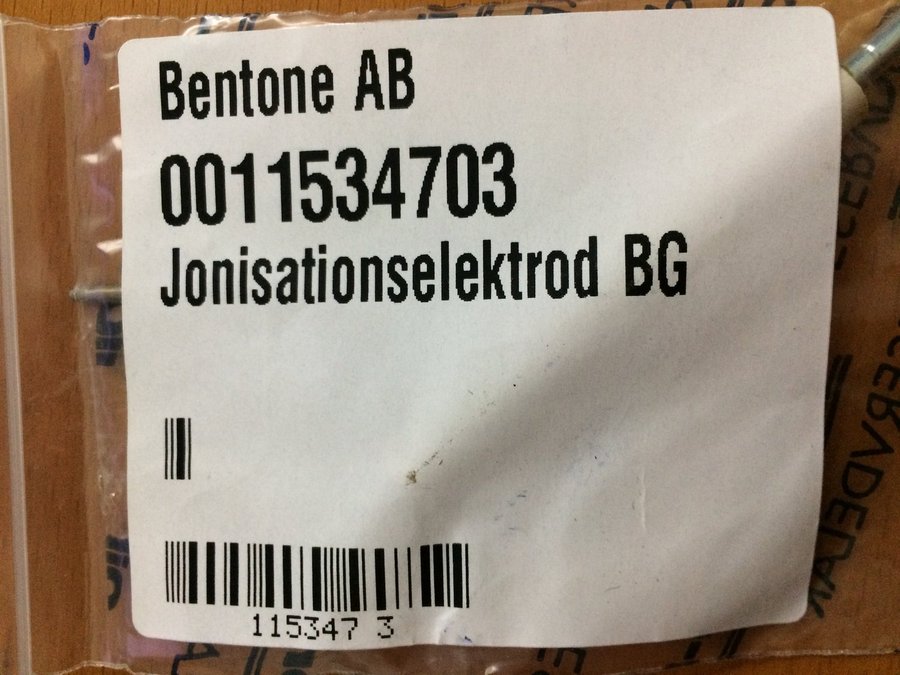 Bentone AB
0011534703
Jonisationselektrod BG
115347 3